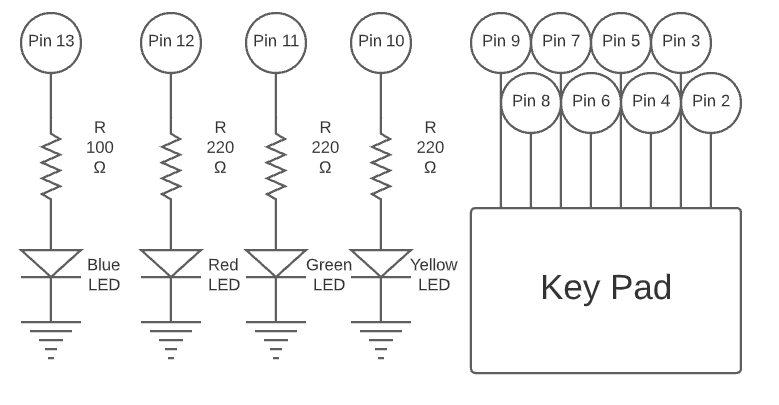 Pin 13
Pin 12
Pin 11
Pin 10
Pin 9
Pin 7
Pin 5
Pin 3
Pin 8
Pin 6
Pin 4
Pin 2
R
100
Ω
R
220
Ω
R
220
Ω
R
220
Ω
Blue
LED
Red
LED
Green
LED
Yellow
LED
Key Pad